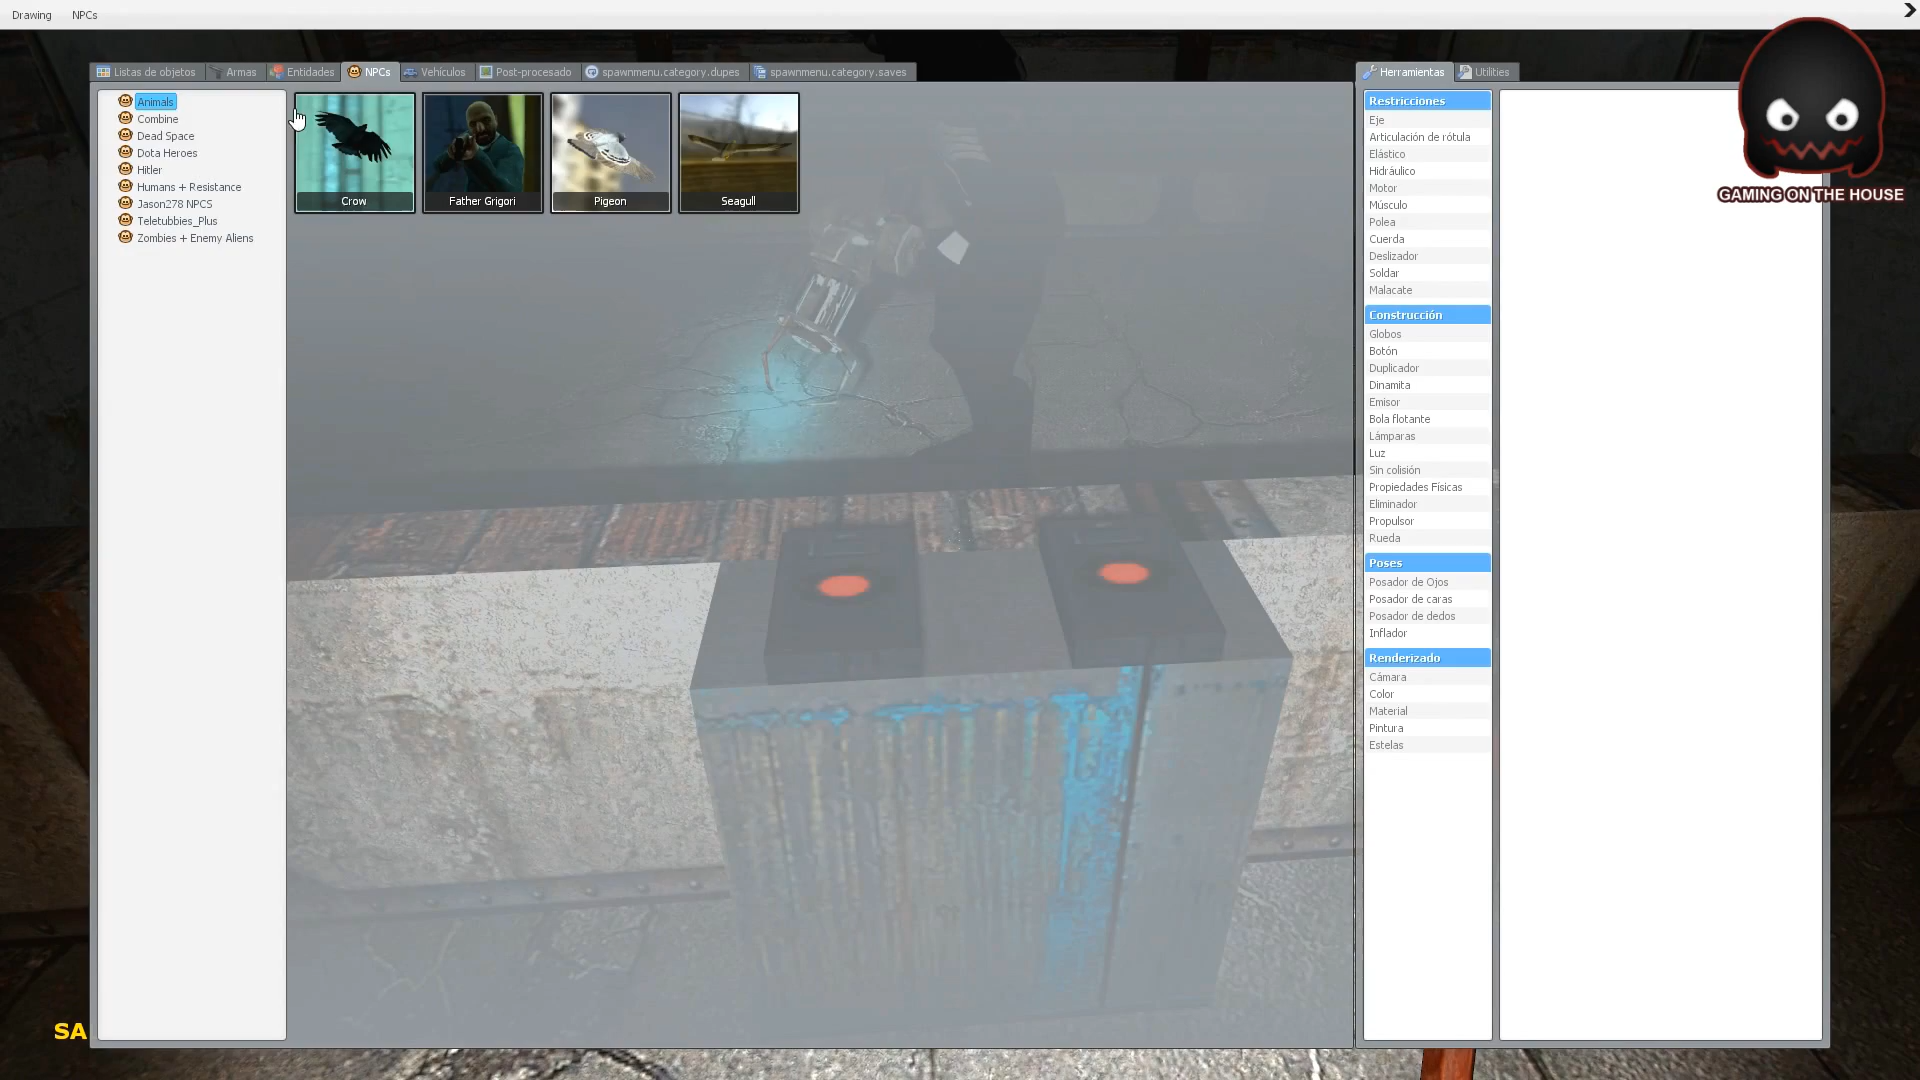 Drawing
NPCs
Listas de objetos
Armas
Entidades
NPCs
Vehículos
Post-procesado
spawnmenu.category.dupes
spawnmenu.category.saves
Herramientas
Utilities
Animals
Combine
Dead Space
Dota Heroes
Hitler
Humans + Resistance
Jason278 NPCS
Teletubbies_Plus
Zombies + Enemy Aliens
Crow
Father Grigori
Pigeon
Seagull
Restricciones
Eje
Articulación de rótula
Elástico
Hidráulico
Motor
Músculo
Polea
Cuerda
Deslizador
Soldar
Malacate
Construcción
Globos
Botón
Duplicador
Dinamita
Emisor
Bola flotante
Lámparas
Luz
Sin colisión
Propiedades Físicas
Eliminador
Propulsor
Rueda
Poses
Posador de Ojos
Posador de caras
Posador de dedos
Inflador
Renderizado
Cámara
Color
Material
Pintura
Estelas
GAMING ON THE HOUSE
SA